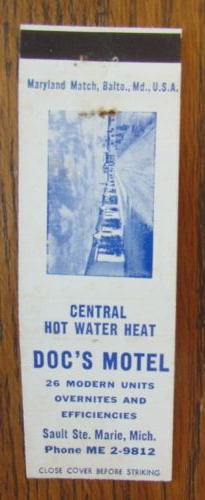 Maryland Match, Balto., Md., U.S.A.
CENTRAL
HOT WATER HEAT
DOC'S MOTEL
26 MODERN UNITS
OVERNITES AND
EFFICIENCIES
Sault Ste. Marie, Mich.
Phone ME 2-9812
CLOSE COVER BEFORE STRIKING